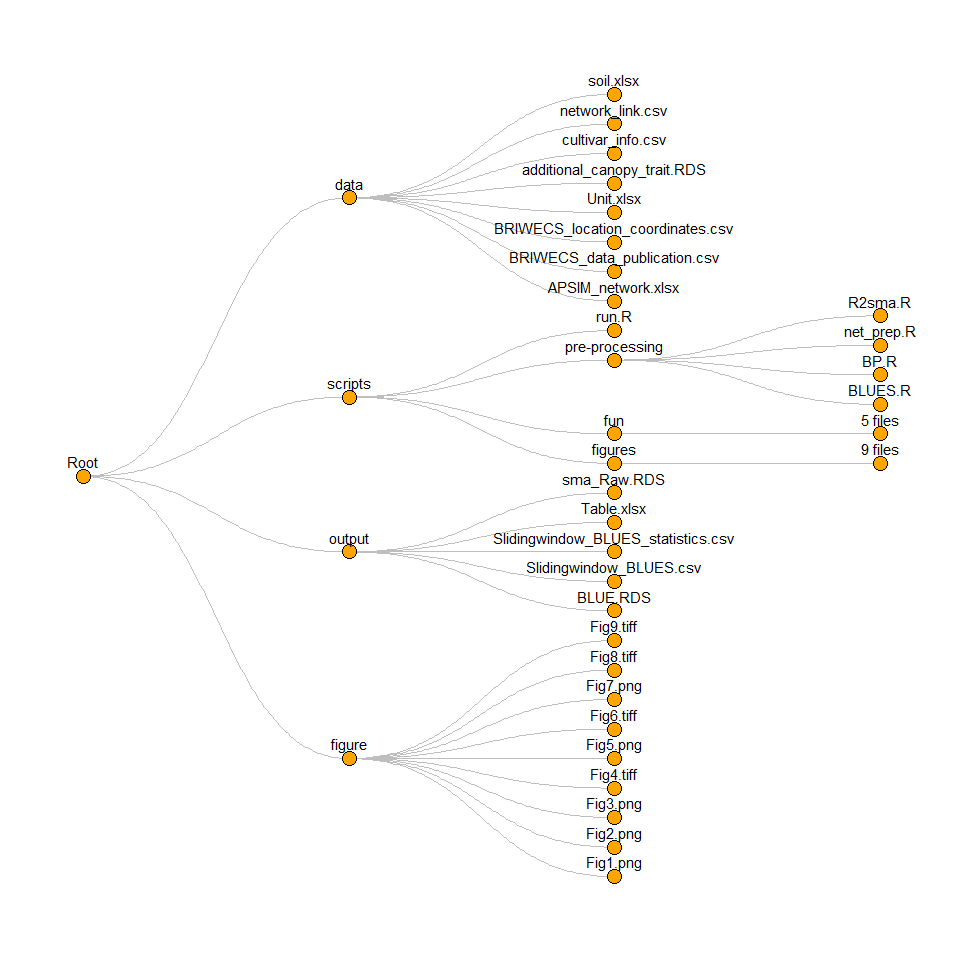 soil.xlsx
network_link.csv
cultivar_info.csv
additional_canopy_trait.RDS
data
Unit.xlsx
BRIWECS_location_coordinates.csv
BRIWECS_data_publication.csv
APSIM_network.xlsx
R2sma.R
run.R
net_prep.R
pre-processing
BP.R
scripts
BLUES.R
fun
5 files
figures
9 files
Root
sma_Raw.RDS
Table.xlsx
output
Slidingwindow_BLUES_statistics.csv
Slidingwindow_BLUES.csv
BLUE.RDS
Fig9.tiff
Fig8.tiff
Fig7.png
Fig6.tiff
figure
Fig5.png
Fig4.tiff
Fig3.png
Fig2.png
Fig1.png